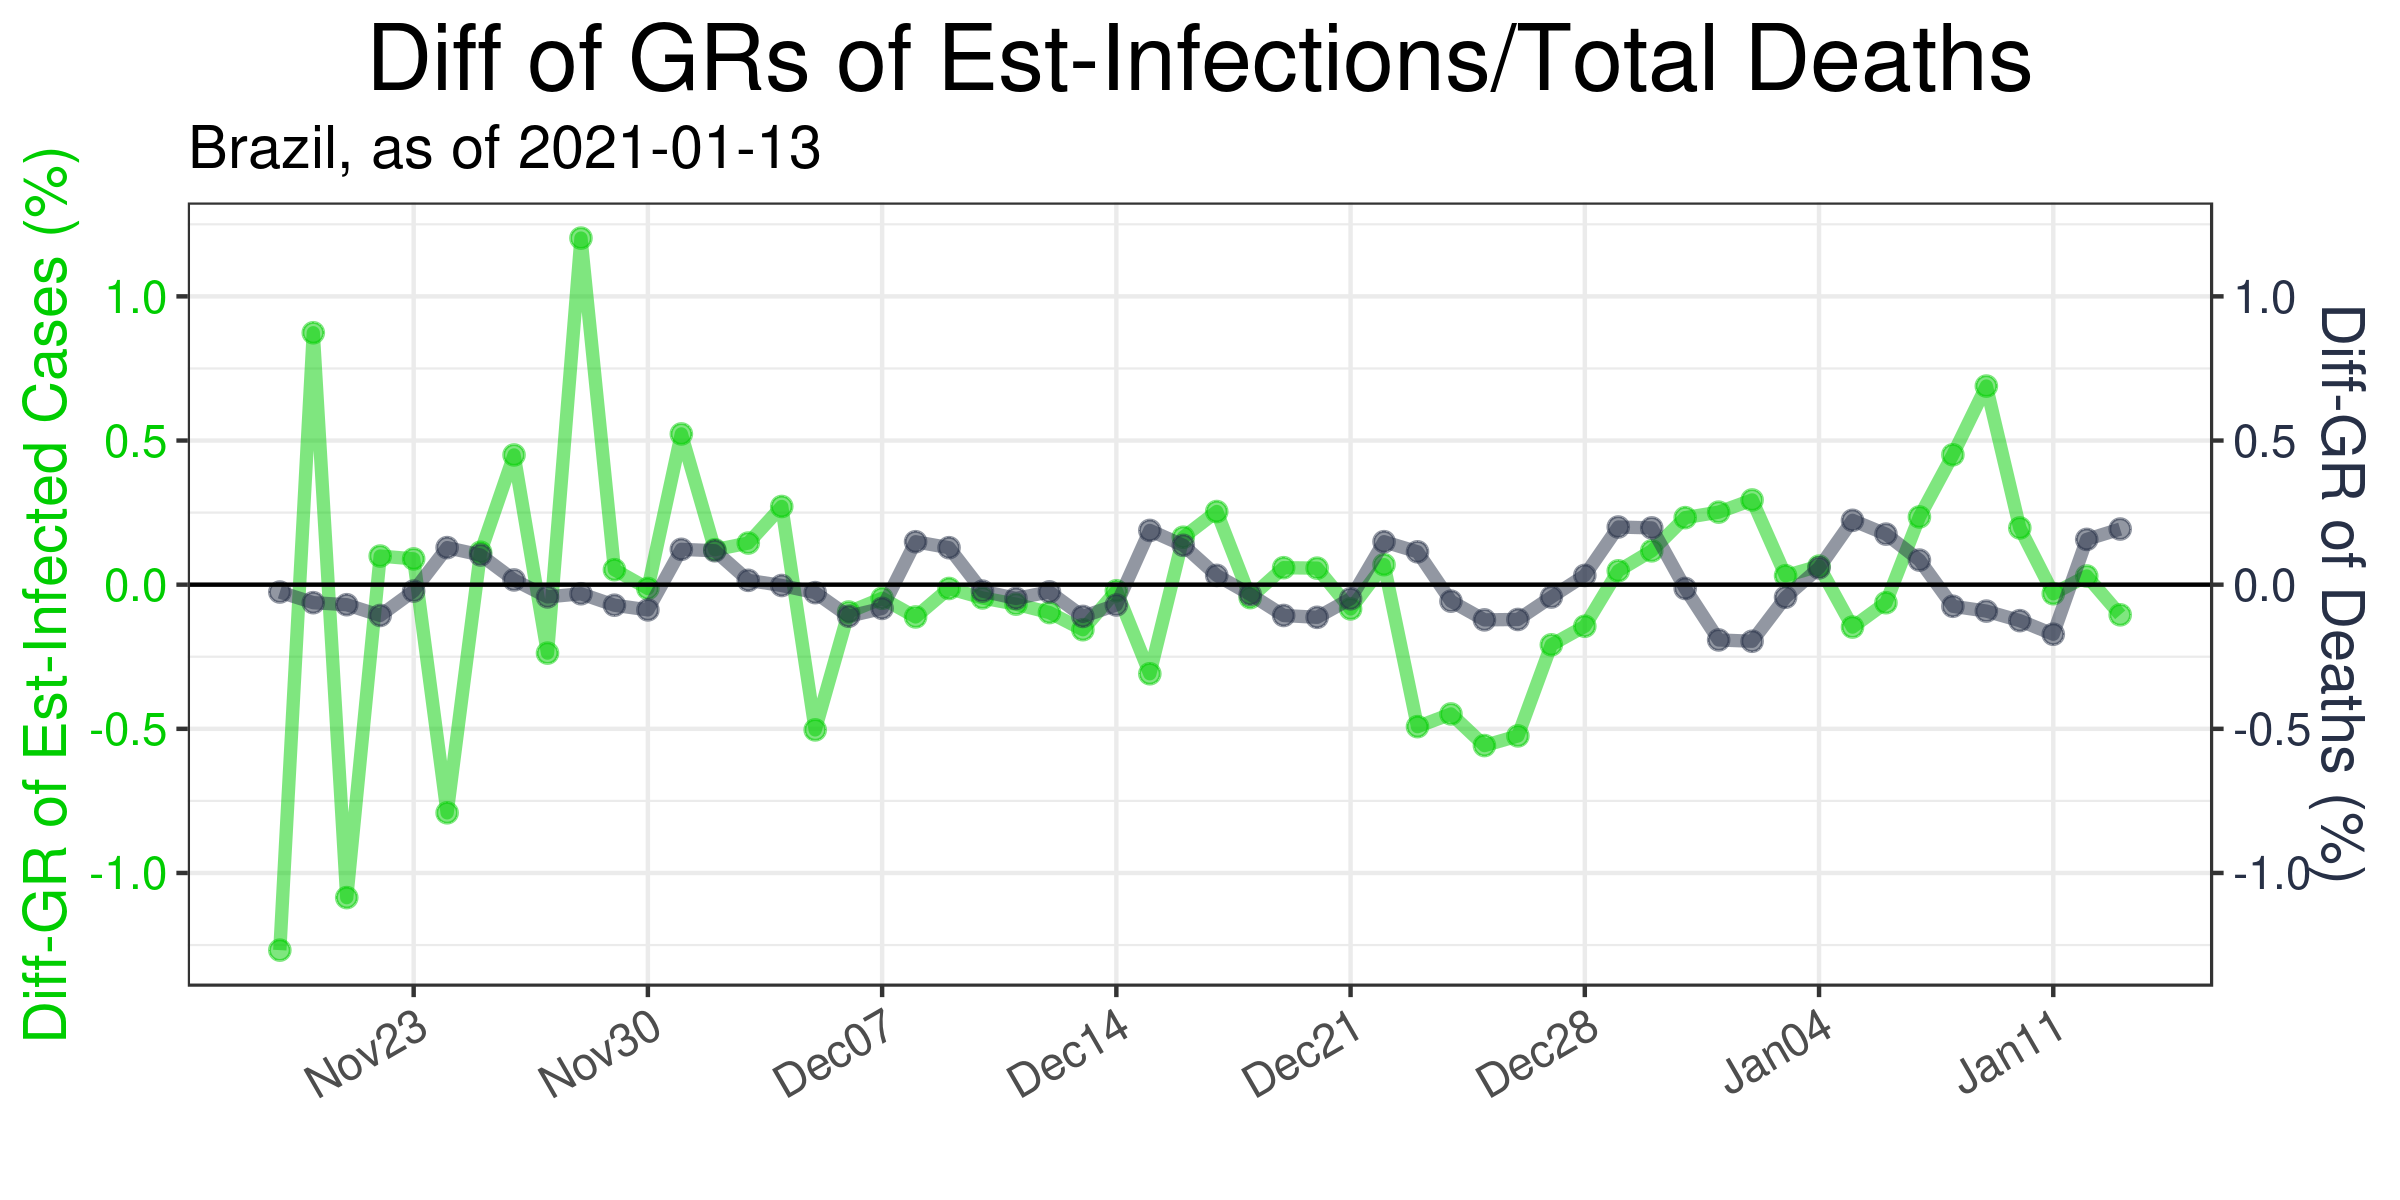 Diff of GRs of Est-Infections/Total Deaths
Brazil, as of 2021-01-13
Diff-GR of Est-Infected Cases (%)
1.0
0.5
0.0
-0.5
-1.0
1.0
0.5
0.0
-0.5
-1.0
Diff-GR of Deaths (%)
Nov23
Nov30
Dec07
Dec14
Dec21
Dec28
Jan04
Jan11